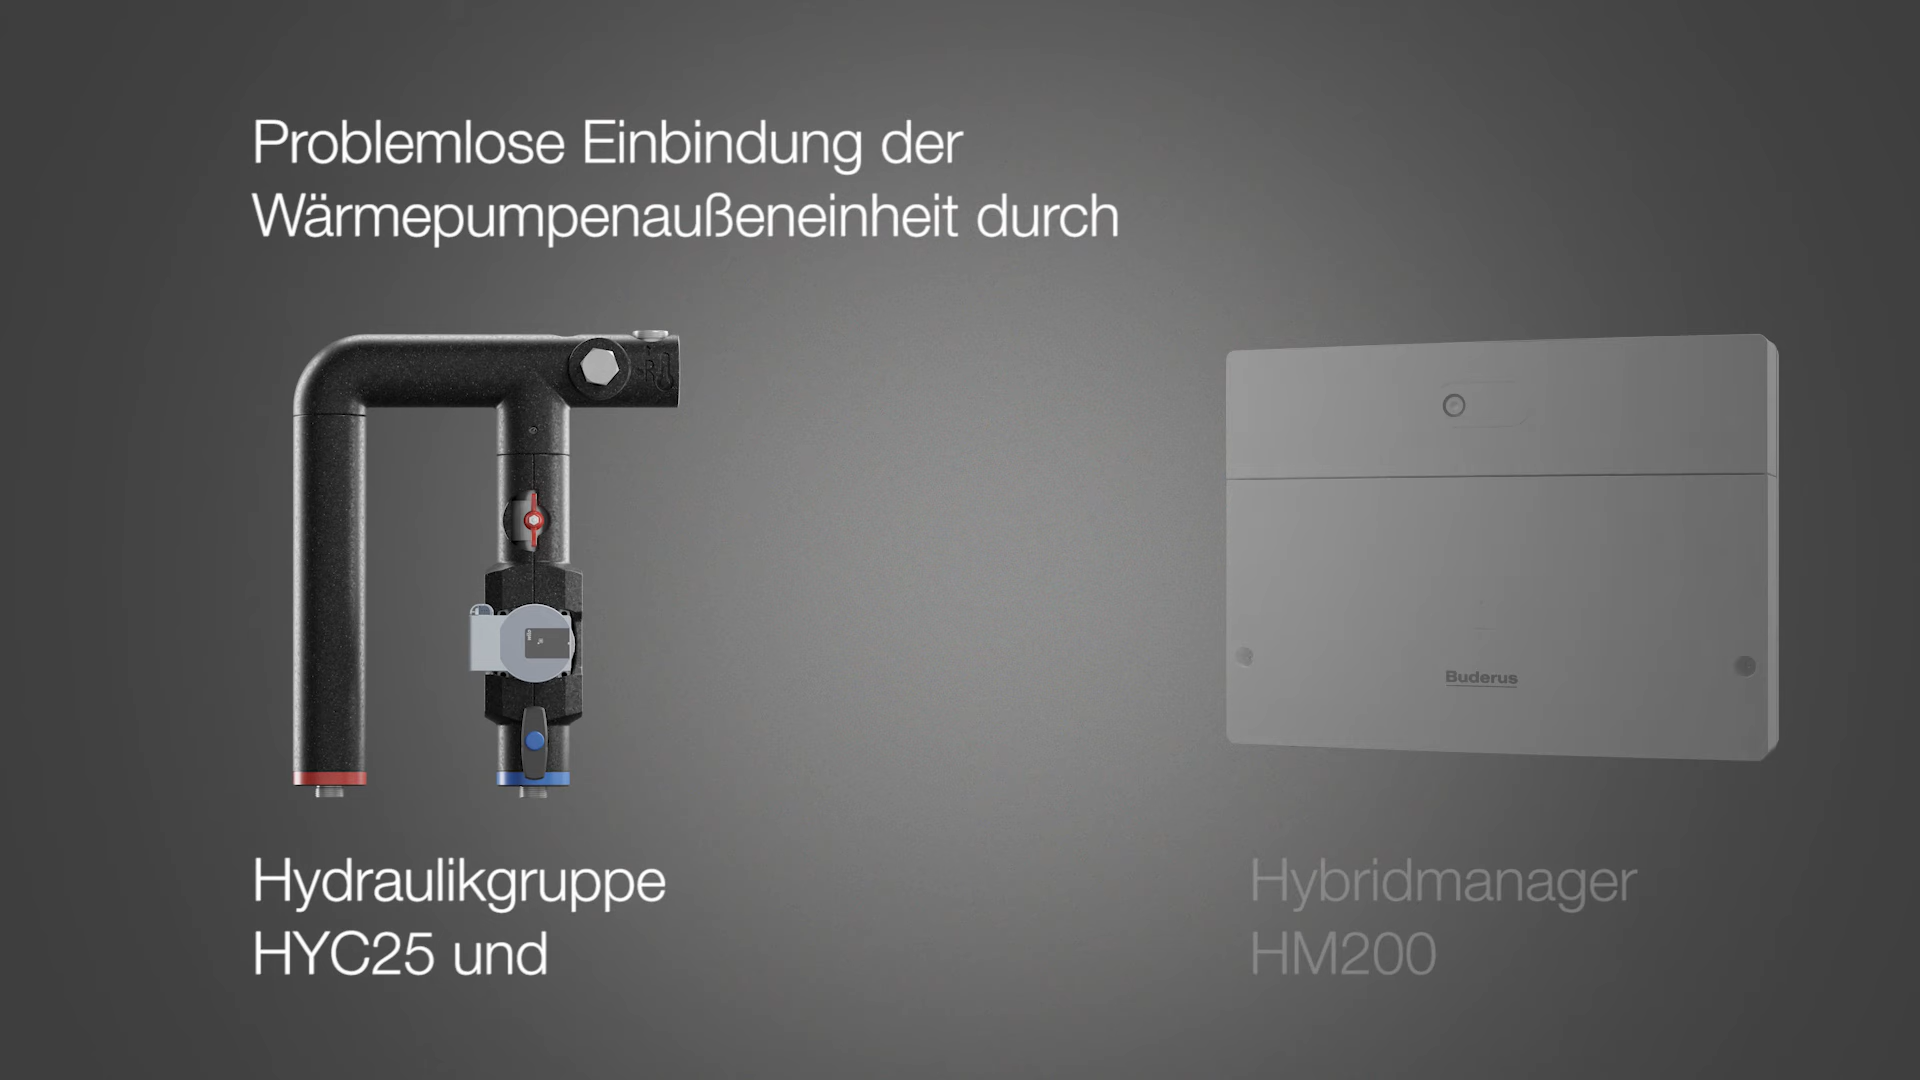 Problemlose Einbindung der
Wärmepumpenaußeneinheit durch
R
Buderus
Hydraulikgruppe
HYC25 und
Hybridmanager
HM200